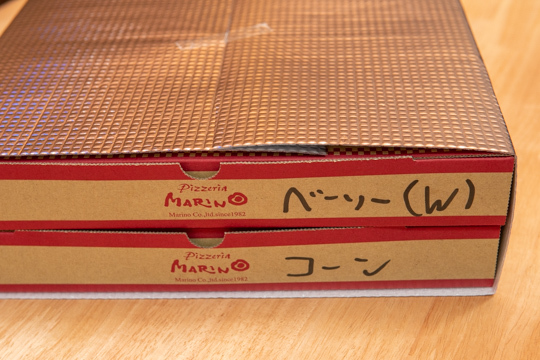 Pizzeria
MARINO
Marino Co.,ltd.since1982
ベーソー(W)
Pizzeria
MARINO
Marino Co.,ltd.since1982
コーン